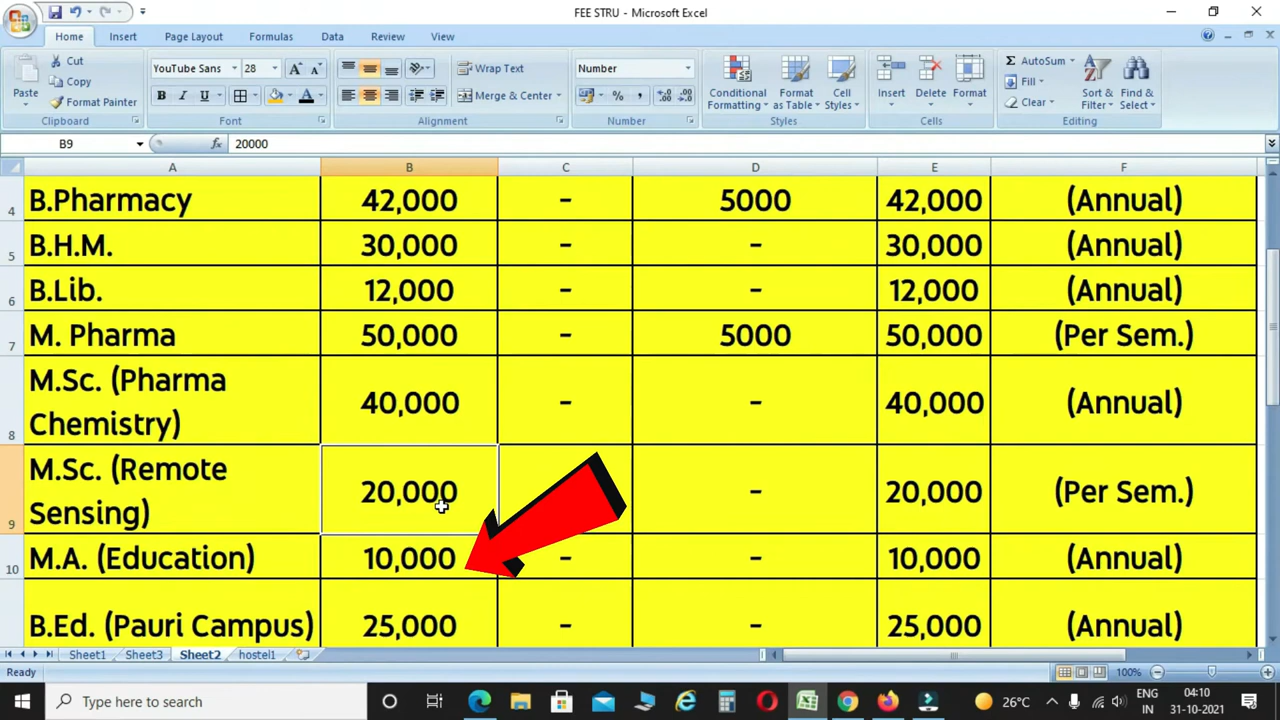 FEE STRU - Microsoft Excel
Home Insert Page Layout Formulas Data Review View
Paste Cut Copy Format Painter Clipboard
YouTube Sans 28 B I U A Font
Wrap Text Merge & Center Alignment
Number % , Number
Conditional Formatting Format as Table Cell Styles Styles
Insert Delete Format Cells
Σ AutoSum Fill Clear Sort & Filter Find & Select Editing
B9 fx 20000
A B C D E F
4 B.Pharmacy 42,000 - 5000 42,000 (Annual)
5 B.H.M. 30,000 - - 30,000 (Annual)
6 B.Lib. 12,000 - - 12,000 (Annual)
7 M. Pharma 50,000 - 5000 50,000 (Per Sem.)
M.Sc. (Pharma
8 Chemistry) 40,000 - - 40,000 (Annual)
M.Sc. (Remote
9 Sensing) 20,000 - 20,000 (Per Sem.)
10 M.A. (Education) 10,000 - - 10,000 (Annual)
B.Ed. (Pauri Campus) 25,000 - - 25,000 (Annual)
Sheet1 Sheet3 Sheet2 hostel1
Ready 100%
Type here to search 26°C ENG IN 04:10 31-10-2021